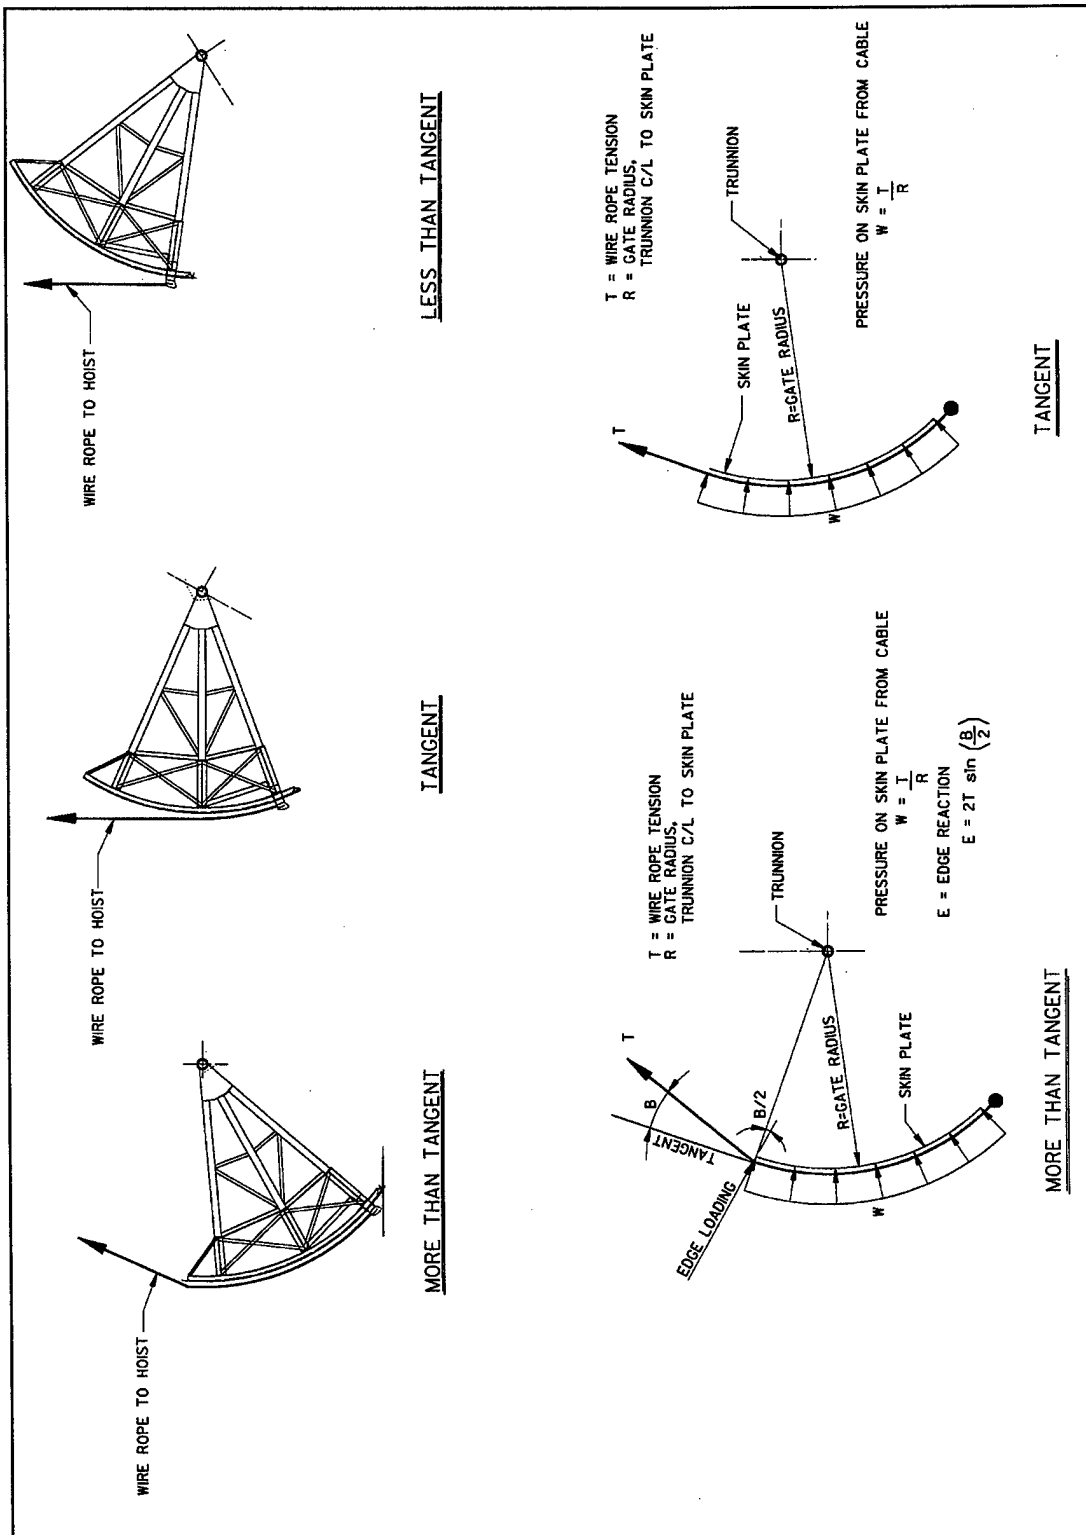 WIRE ROPE TO HOIST
MORE THAN TANGENT
WIRE ROPE TO HOIST
TANGENT
WIRE ROPE TO HOIST
LESS THAN TANGENT
T = WIRE ROPE TENSION
R = GATE RADIUS,
TRUNNION C/L TO SKIN PLATE
T
B
TANGENT
EDGE LOADING
B/2
TRUNNION
R=GATE RADIUS
SKIN PLATE
W
PRESSURE ON SKIN PLATE FROM CABLE
W = T/R
E = EDGE REACTION
E = 2T sin (B/2)
MORE THAN TANGENT
T = WIRE ROPE TENSION
R = GATE RADIUS,
TRUNNION C/L TO SKIN PLATE
T
SKIN PLATE
TRUNNION
R=GATE RADIUS
W
PRESSURE ON SKIN PLATE FROM CABLE
W = T/R
TANGENT